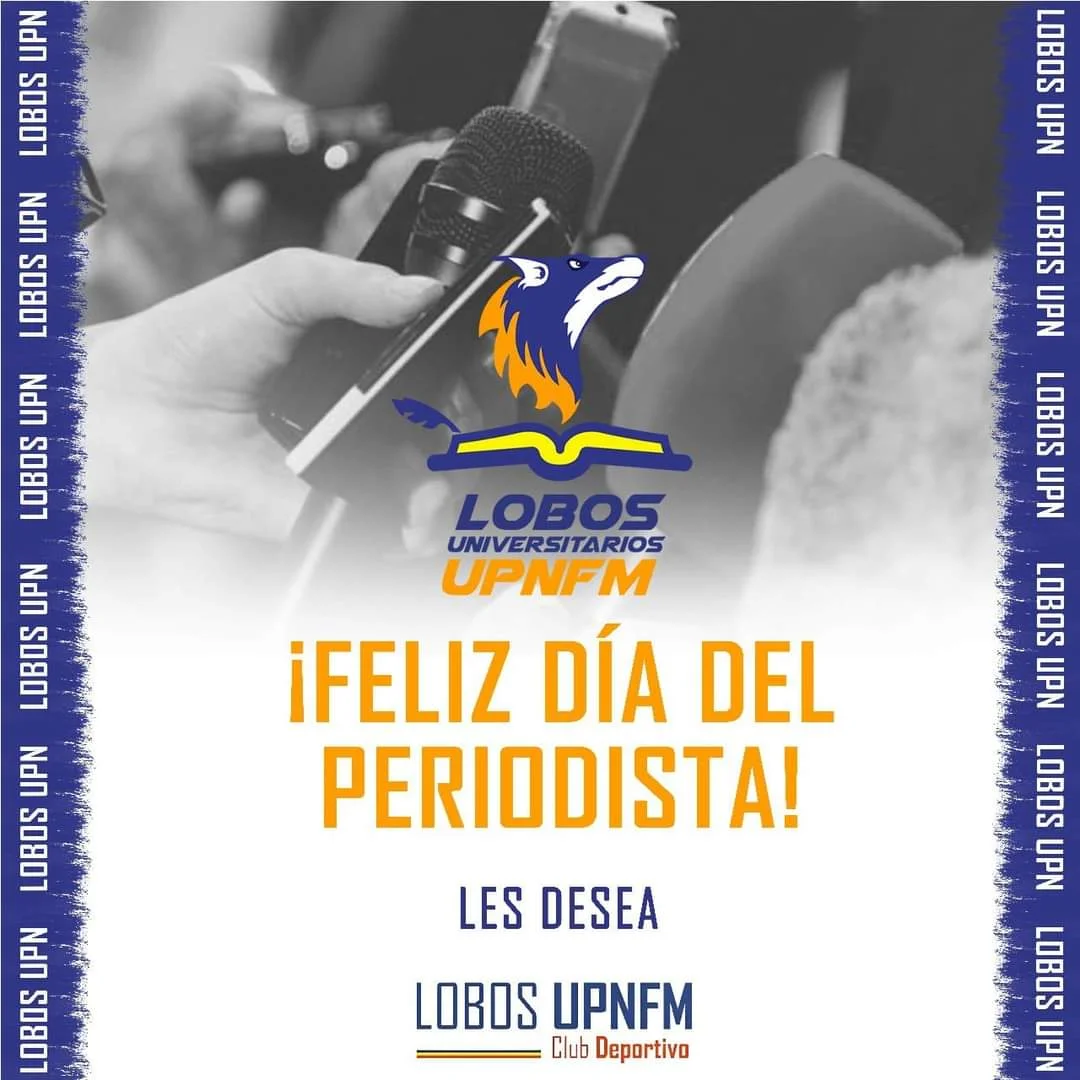 LOBOS UPN
LOBOS UPN
LOBOS UPN
LOBOS UPN
LOBOS UPN
LOBOS UPN
LOBOS
UNIVERSITARIOS
UPNFM
¡FELIZ DÍA DEL
PERIODISTA!
LES DESEA
LOBOS UPNFM
Club Deportivo
LOBOS UPN
LOBOS UPN
LOBOS UPN
LOBOS UPN
LOBOS UPN
LOBOS UPN